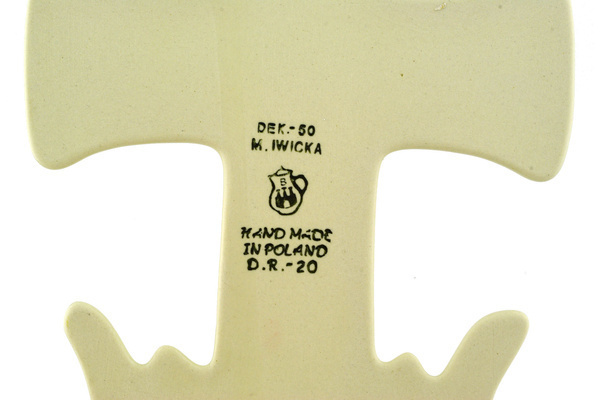 DEK.-50
M. IWICKA
B
HAND MADE
IN POLAND
D.R.-20